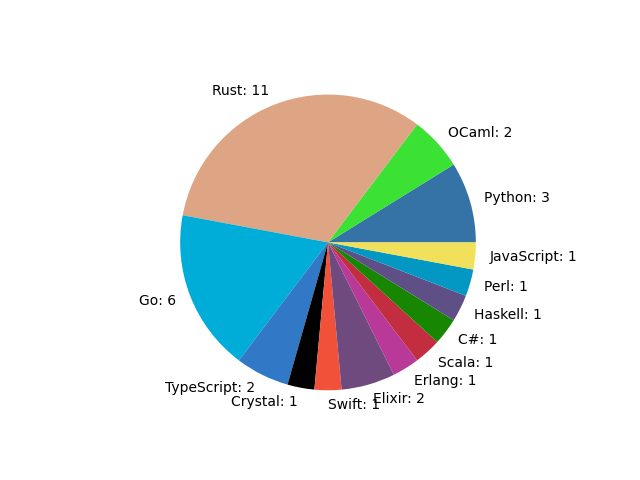 Rust: 11
OCaml: 2
Python: 3
JavaScript: 1
Perl: 1
Go: 6
Haskell: 1
C#: 1
Scala: 1
Erlang: 1
TypeScript: 2
Elixir: 2
Crystal: 1
Swift: 1